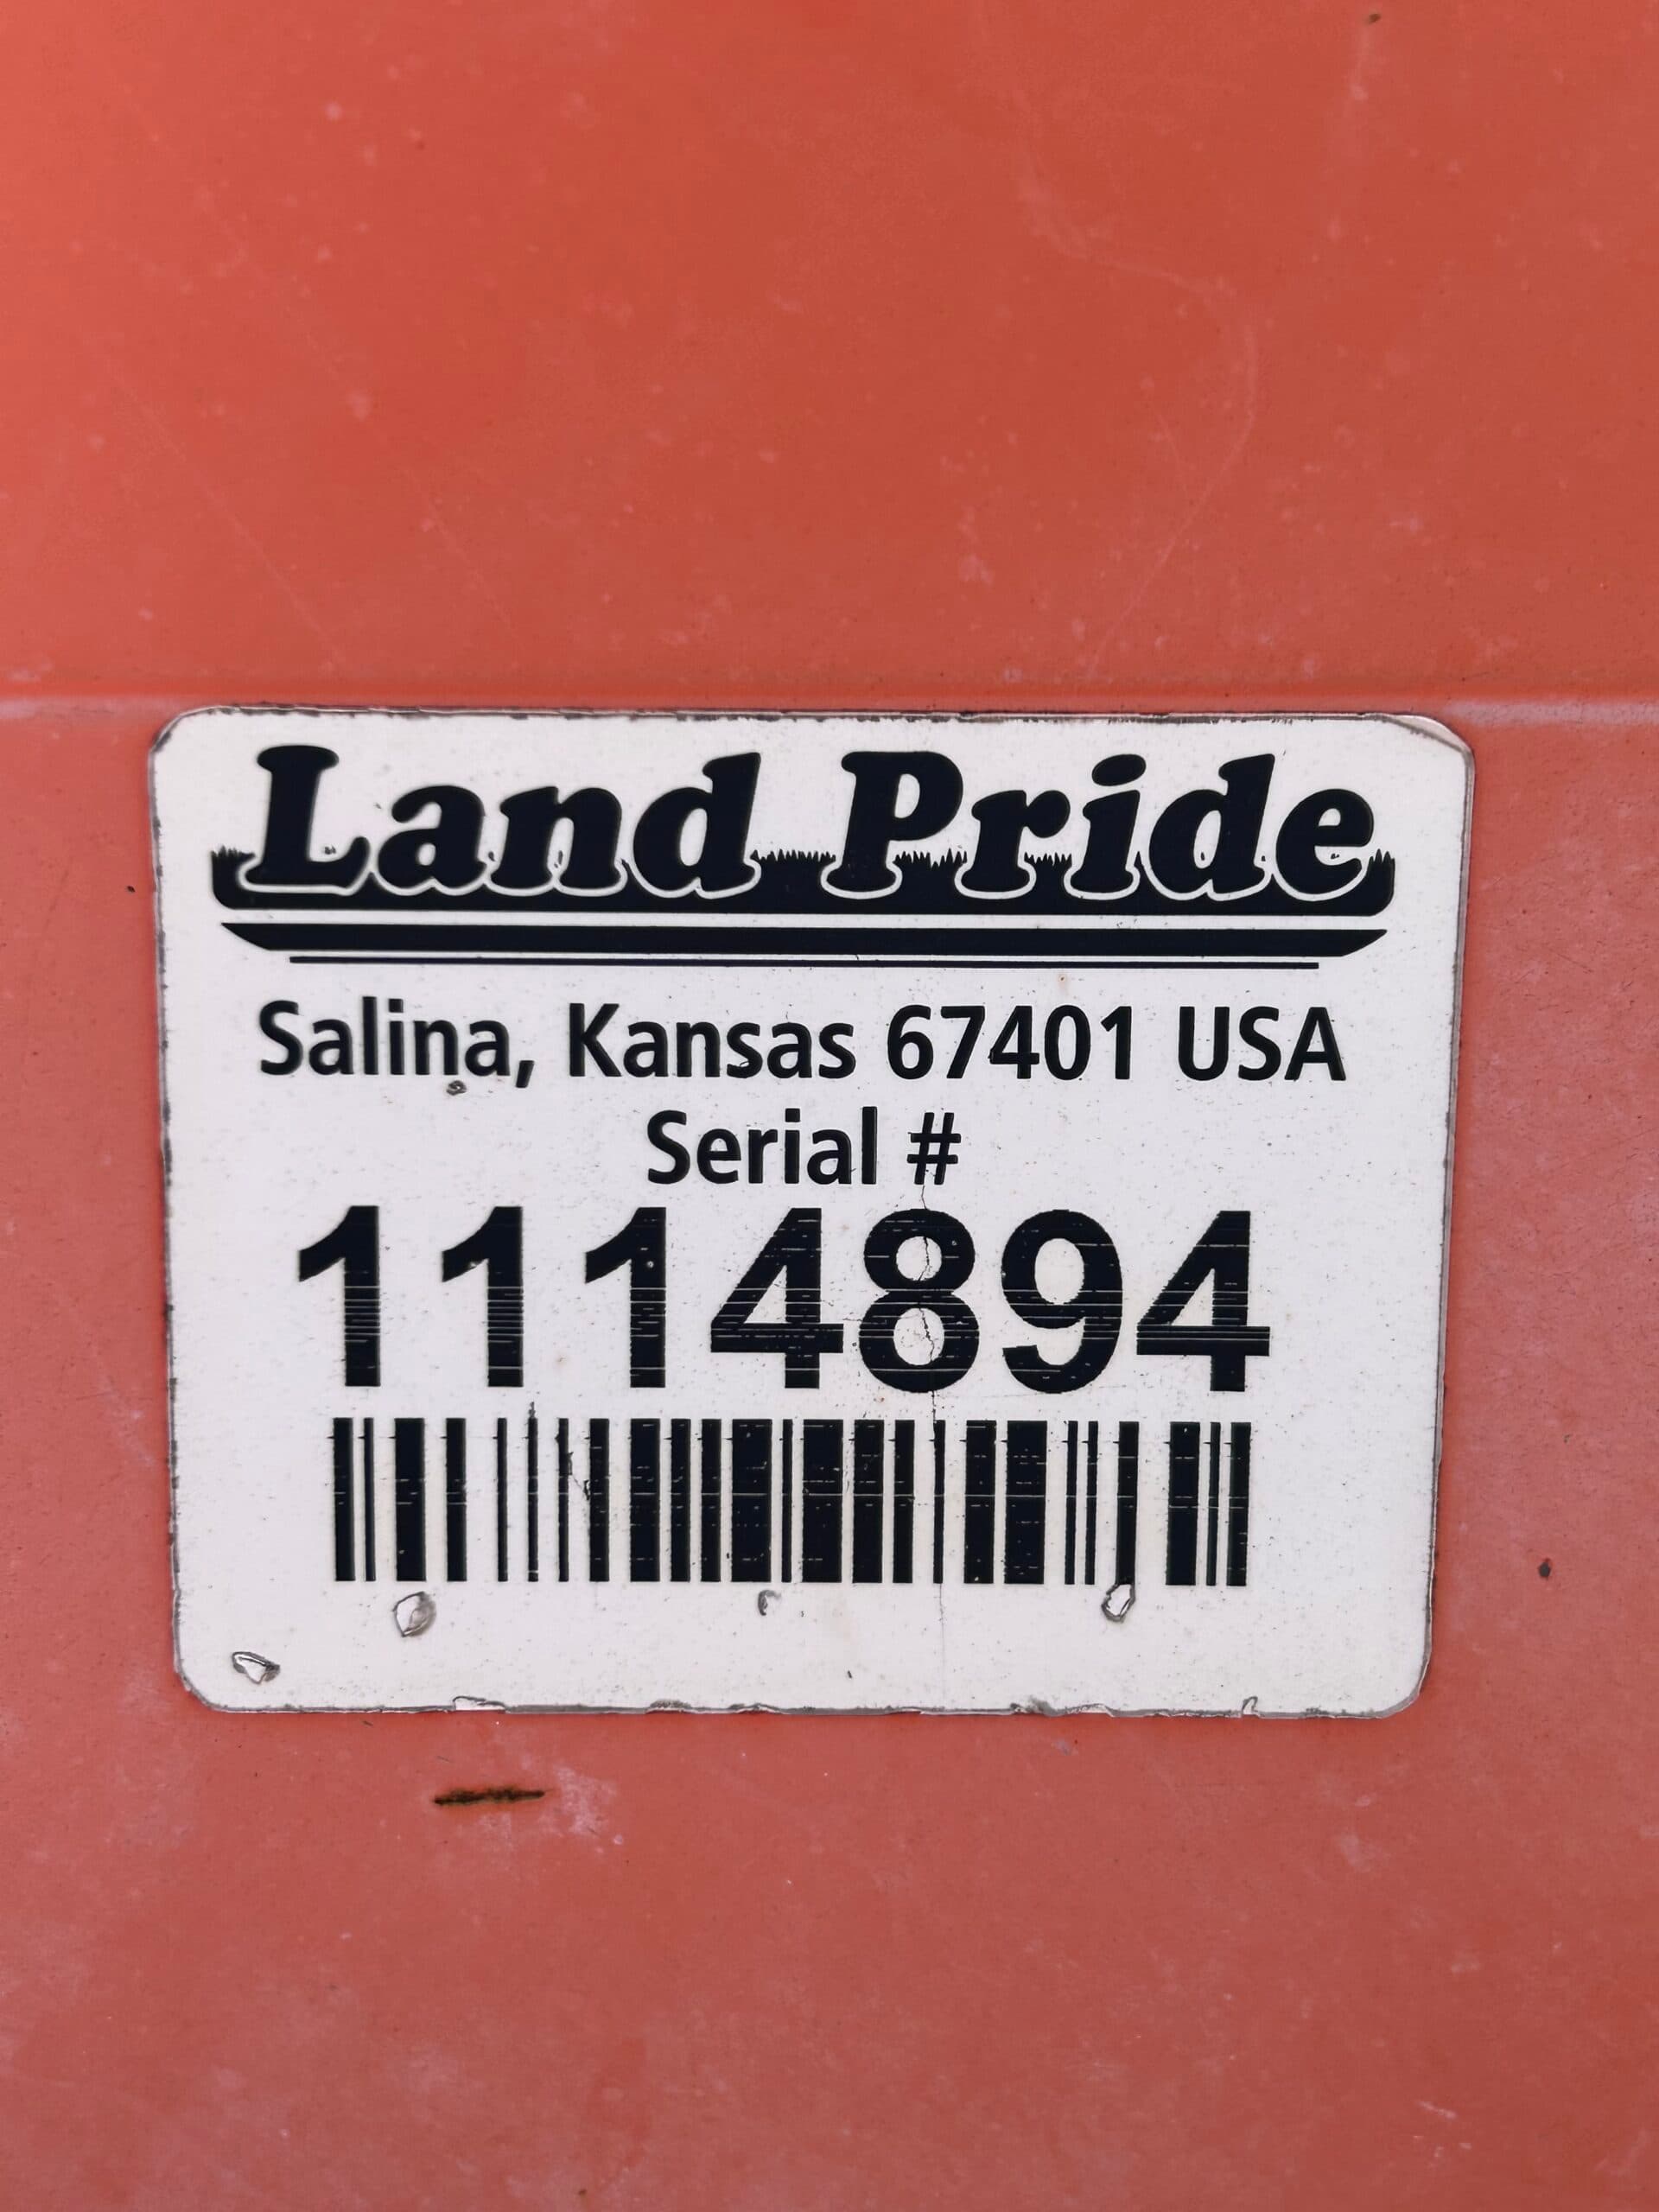 Land Pride
Salina, Kansas 67401 USA
Serial #
1114894